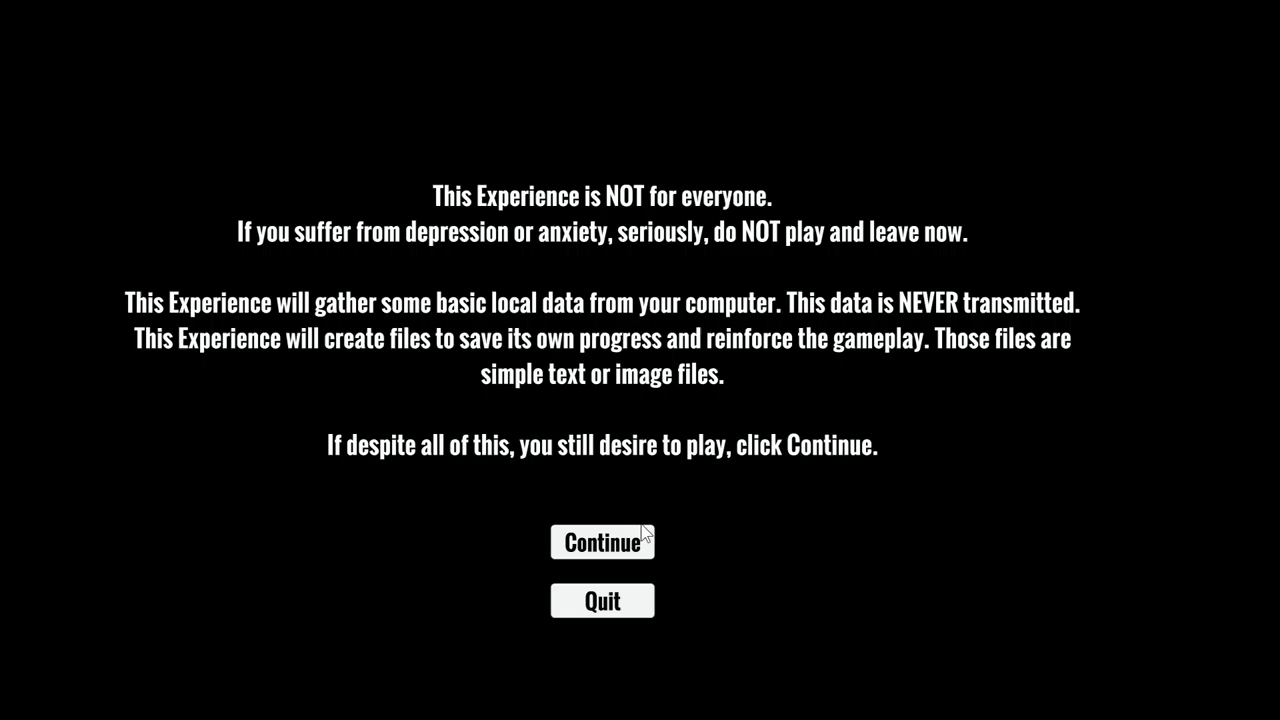 This Experience is NOT for everyone.
If you suffer from depression or anxiety, seriously, do NOT play and leave now.
This Experience will gather some basic local data from your computer. This data is NEVER transmitted.
This Experience will create files to save its own progress and reinforce the gameplay. Those files are
simple text or image files.
If despite all of this, you still desire to play, click Continue.
Continue
Quit